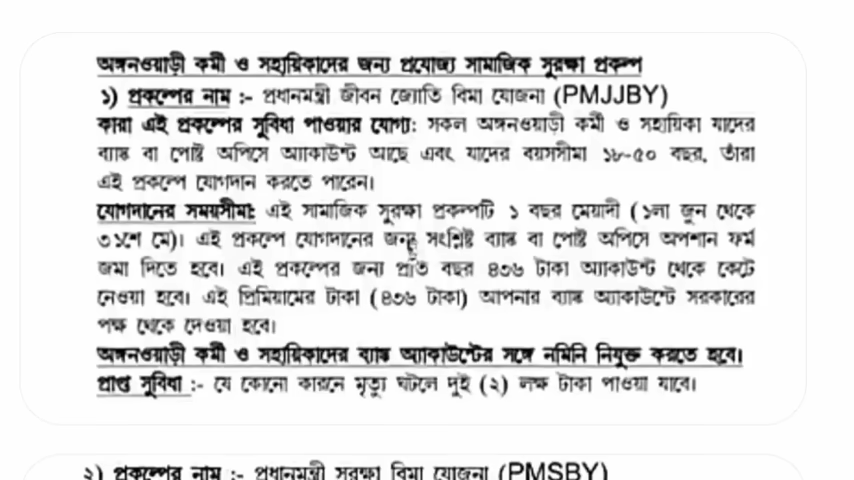 অঙ্গনওয়াড়ী কর্মী ও সহায়িকাদের জন্য প্রযোজ্য সামাজিক সুরক্ষা প্রকল্প
১) প্রকল্পের নাম :- প্রধানমন্ত্রী জীবন জ্যোতি বিমা যোজনা (PMJJBY)
কারা এই প্রকল্পের সুবিধা পাওয়ার যোগ্য: সকল অঙ্গনওয়াড়ী কর্মী ও সহায়িকা যাদের
ব্যাঙ্ক বা পোষ্ট অপিসে অ্যাকাউন্ট আছে এবং যাদের বয়সসীমা ১৮-৫০ বছর, তাঁরা
এই প্রকল্পে যোগদান করতে পারেন।
যোগদানের সময়সীমা: এই সামাজিক সুরক্ষা প্রকল্পটি ১ বছর মেয়াদী (১লা জুন থেকে
৩১শে মে)। এই প্রকল্পে যোগদানের জন্য সংশ্লিষ্ট ব্যাঙ্ক বা পোষ্ট অপিসে অপশান ফর্ম
জমা দিতে হবে। এই প্রকল্পের জন্য প্রতি বছর ৪৩৬ টাকা অ্যাকাউন্ট থেকে কেটে
নেওয়া হবে। এই প্রিমিয়ামের টাকা (৪৩৬ টাকা) আপনার ব্যাঙ্ক অ্যাকাউন্টে সরকারের
পক্ষ থেকে দেওয়া হবে।
অঙ্গনওয়াড়ী কর্মী ও সহায়িকাদের ব্যাঙ্ক অ্যাকাউন্টের সঙ্গে নমিনি নিযুক্ত করতে হবে।
প্রাপ্ত সুবিধা :- যে কোনো কারনে মৃত্যু ঘটলে দুই (২) লক্ষ টাকা পাওয়া যাবে।
২) প্রকল্পের নাম :- প্রধানমন্ত্রী সুরক্ষা বিমা যোজনা (PMSBY)